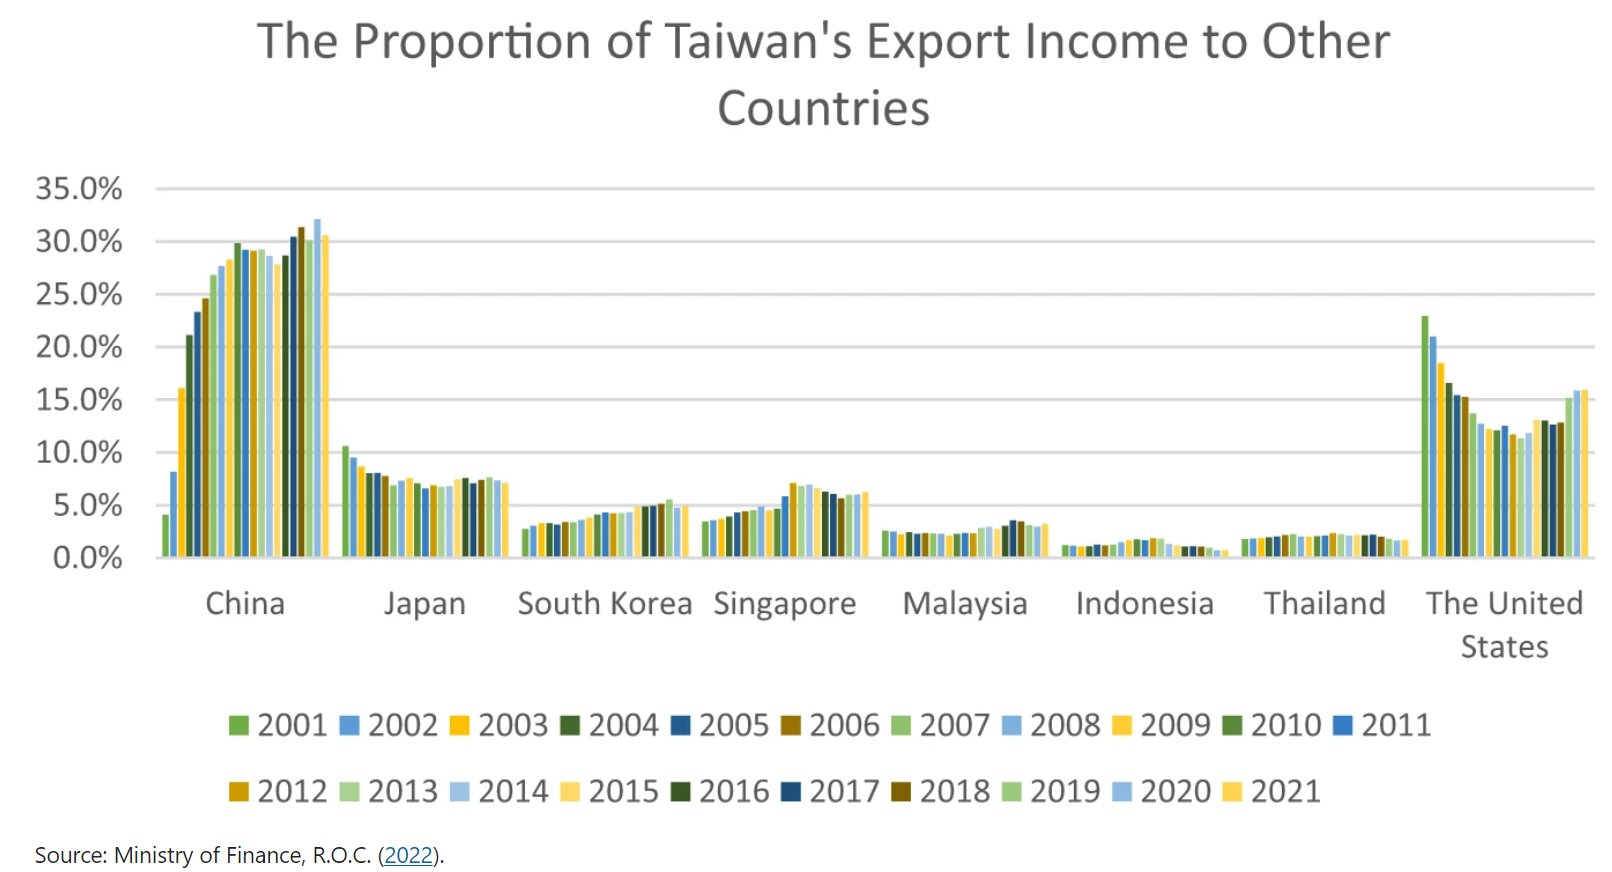 The Proportion of Taiwan's Export Income to Other
Countries
35.0%
30.0%
25.0%
20.0%
15.0%
10.0%
5.0%
0.0%
China Japan South Korea Singapore Malaysia Indonesia Thailand The United
States
2001 2002 2003 2004 2005 2006 2007 2008 2009 2010 2011
2012 2013 2014 2015 2016 2017 2018 2019 2020 2021
Source: Ministry of Finance, R.O.C. (2022).